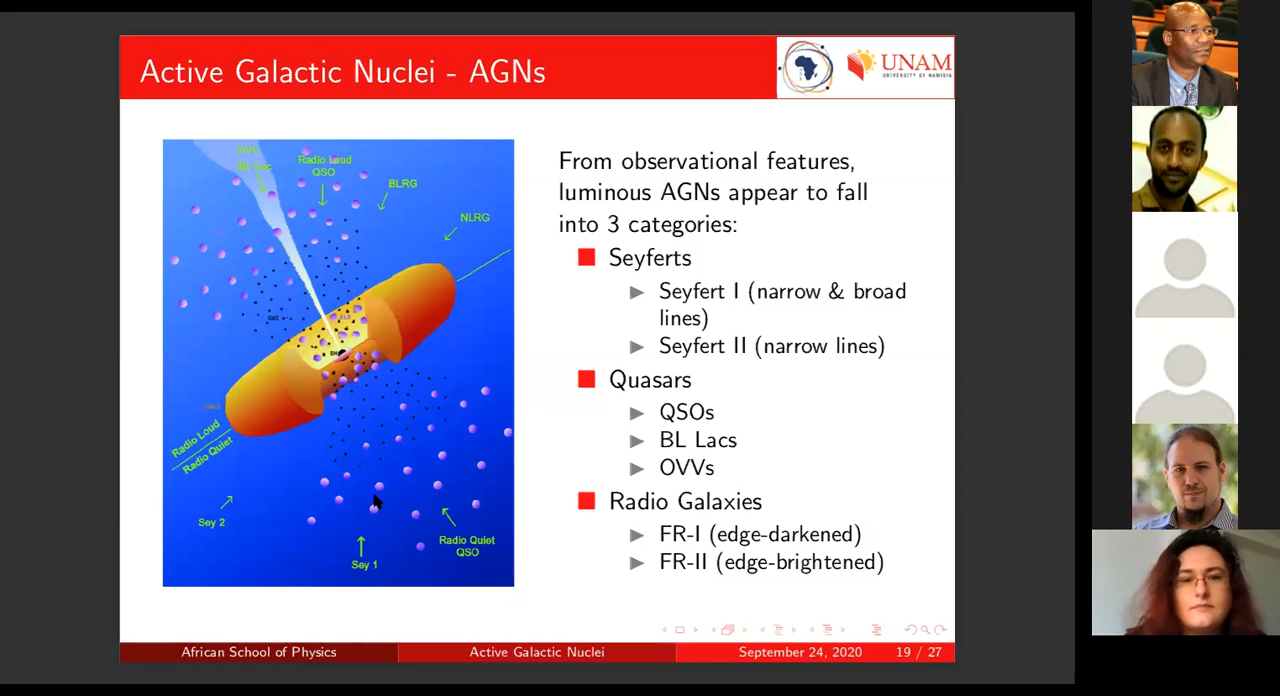 Active Galactic Nuclei - AGNs
UNAM
UNIVERSITY OF NAMIBIA
OVV
BL Lac
Radio Loud
QSO
BLRG
NLRG
BH
Radio Loud
Radio Quiet
Sey 2
Sey 1
Radio Quiet
QSO
From observational features,
luminous AGNs appear to fall
into 3 categories:
Seyferts
Seyfert I (narrow & broad
lines)
Seyfert II (narrow lines)
Quasars
QSOs
BL Lacs
OVVs
Radio Galaxies
FR-I (edge-darkened)
FR-II (edge-brightened)
African School of Physics
Active Galactic Nuclei
September 24, 2020
19 / 27